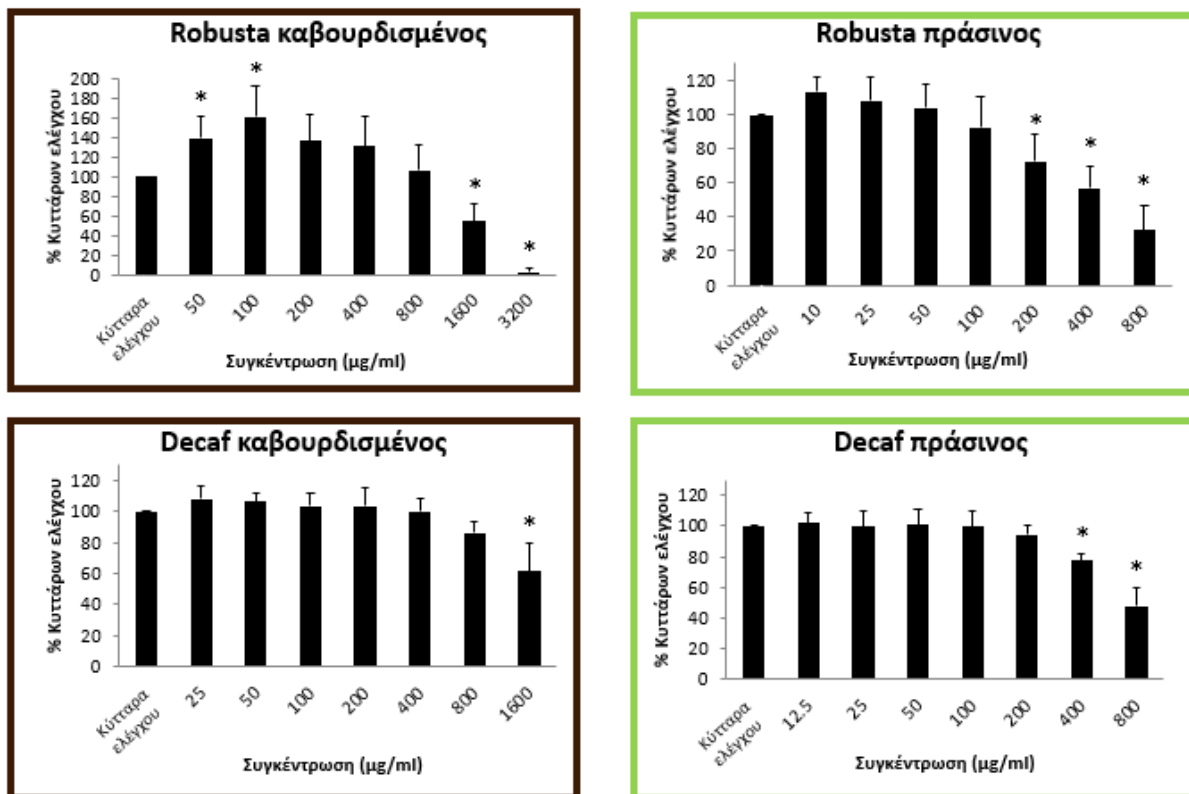 Robusta καβουρδισμένος
% Κυττάρων ελέγχου
200
180
160
140
120
100
80
60
40
20
0
* * * *
Κύτταρα ελέγχου 50 100 200 400 800 1600 3200
Συγκέντρωση (μg/ml)
Robusta πράσινος
% Κυττάρων ελέγχου
120
100
80
60
40
20
0
* * *
Κύτταρα ελέγχου 10 25 50 100 200 400 800
Συγκέντρωση (μg/ml)
Decaf καβουρδισμένος
% Κυττάρων ελέγχου
120
100
80
60
40
20
0
*
Κύτταρα ελέγχου 25 50 100 200 400 800 1600
Συγκέντρωση (μg/ml)
Decaf πράσινος
% Κυττάρων ελέγχου
120
100
80
60
40
20
0
* *
Κύτταρα ελέγχου 12.5 25 50 100 200 400 800
Συγκέντρωση (μg/ml)